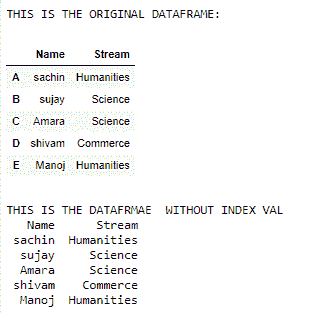 THIS IS THE ORIGINAL DATAFRAME:
Name Stream
A sachin Humanities
B sujay Science
C Amara Science
D shivam Commerce
E Manoj Humanities
THIS IS THE DATAFRMAE WITHOUT INDEX VAL
Name Stream
sachin Humanities
sujay Science
Amara Science
shivam Commerce
Manoj Humanities